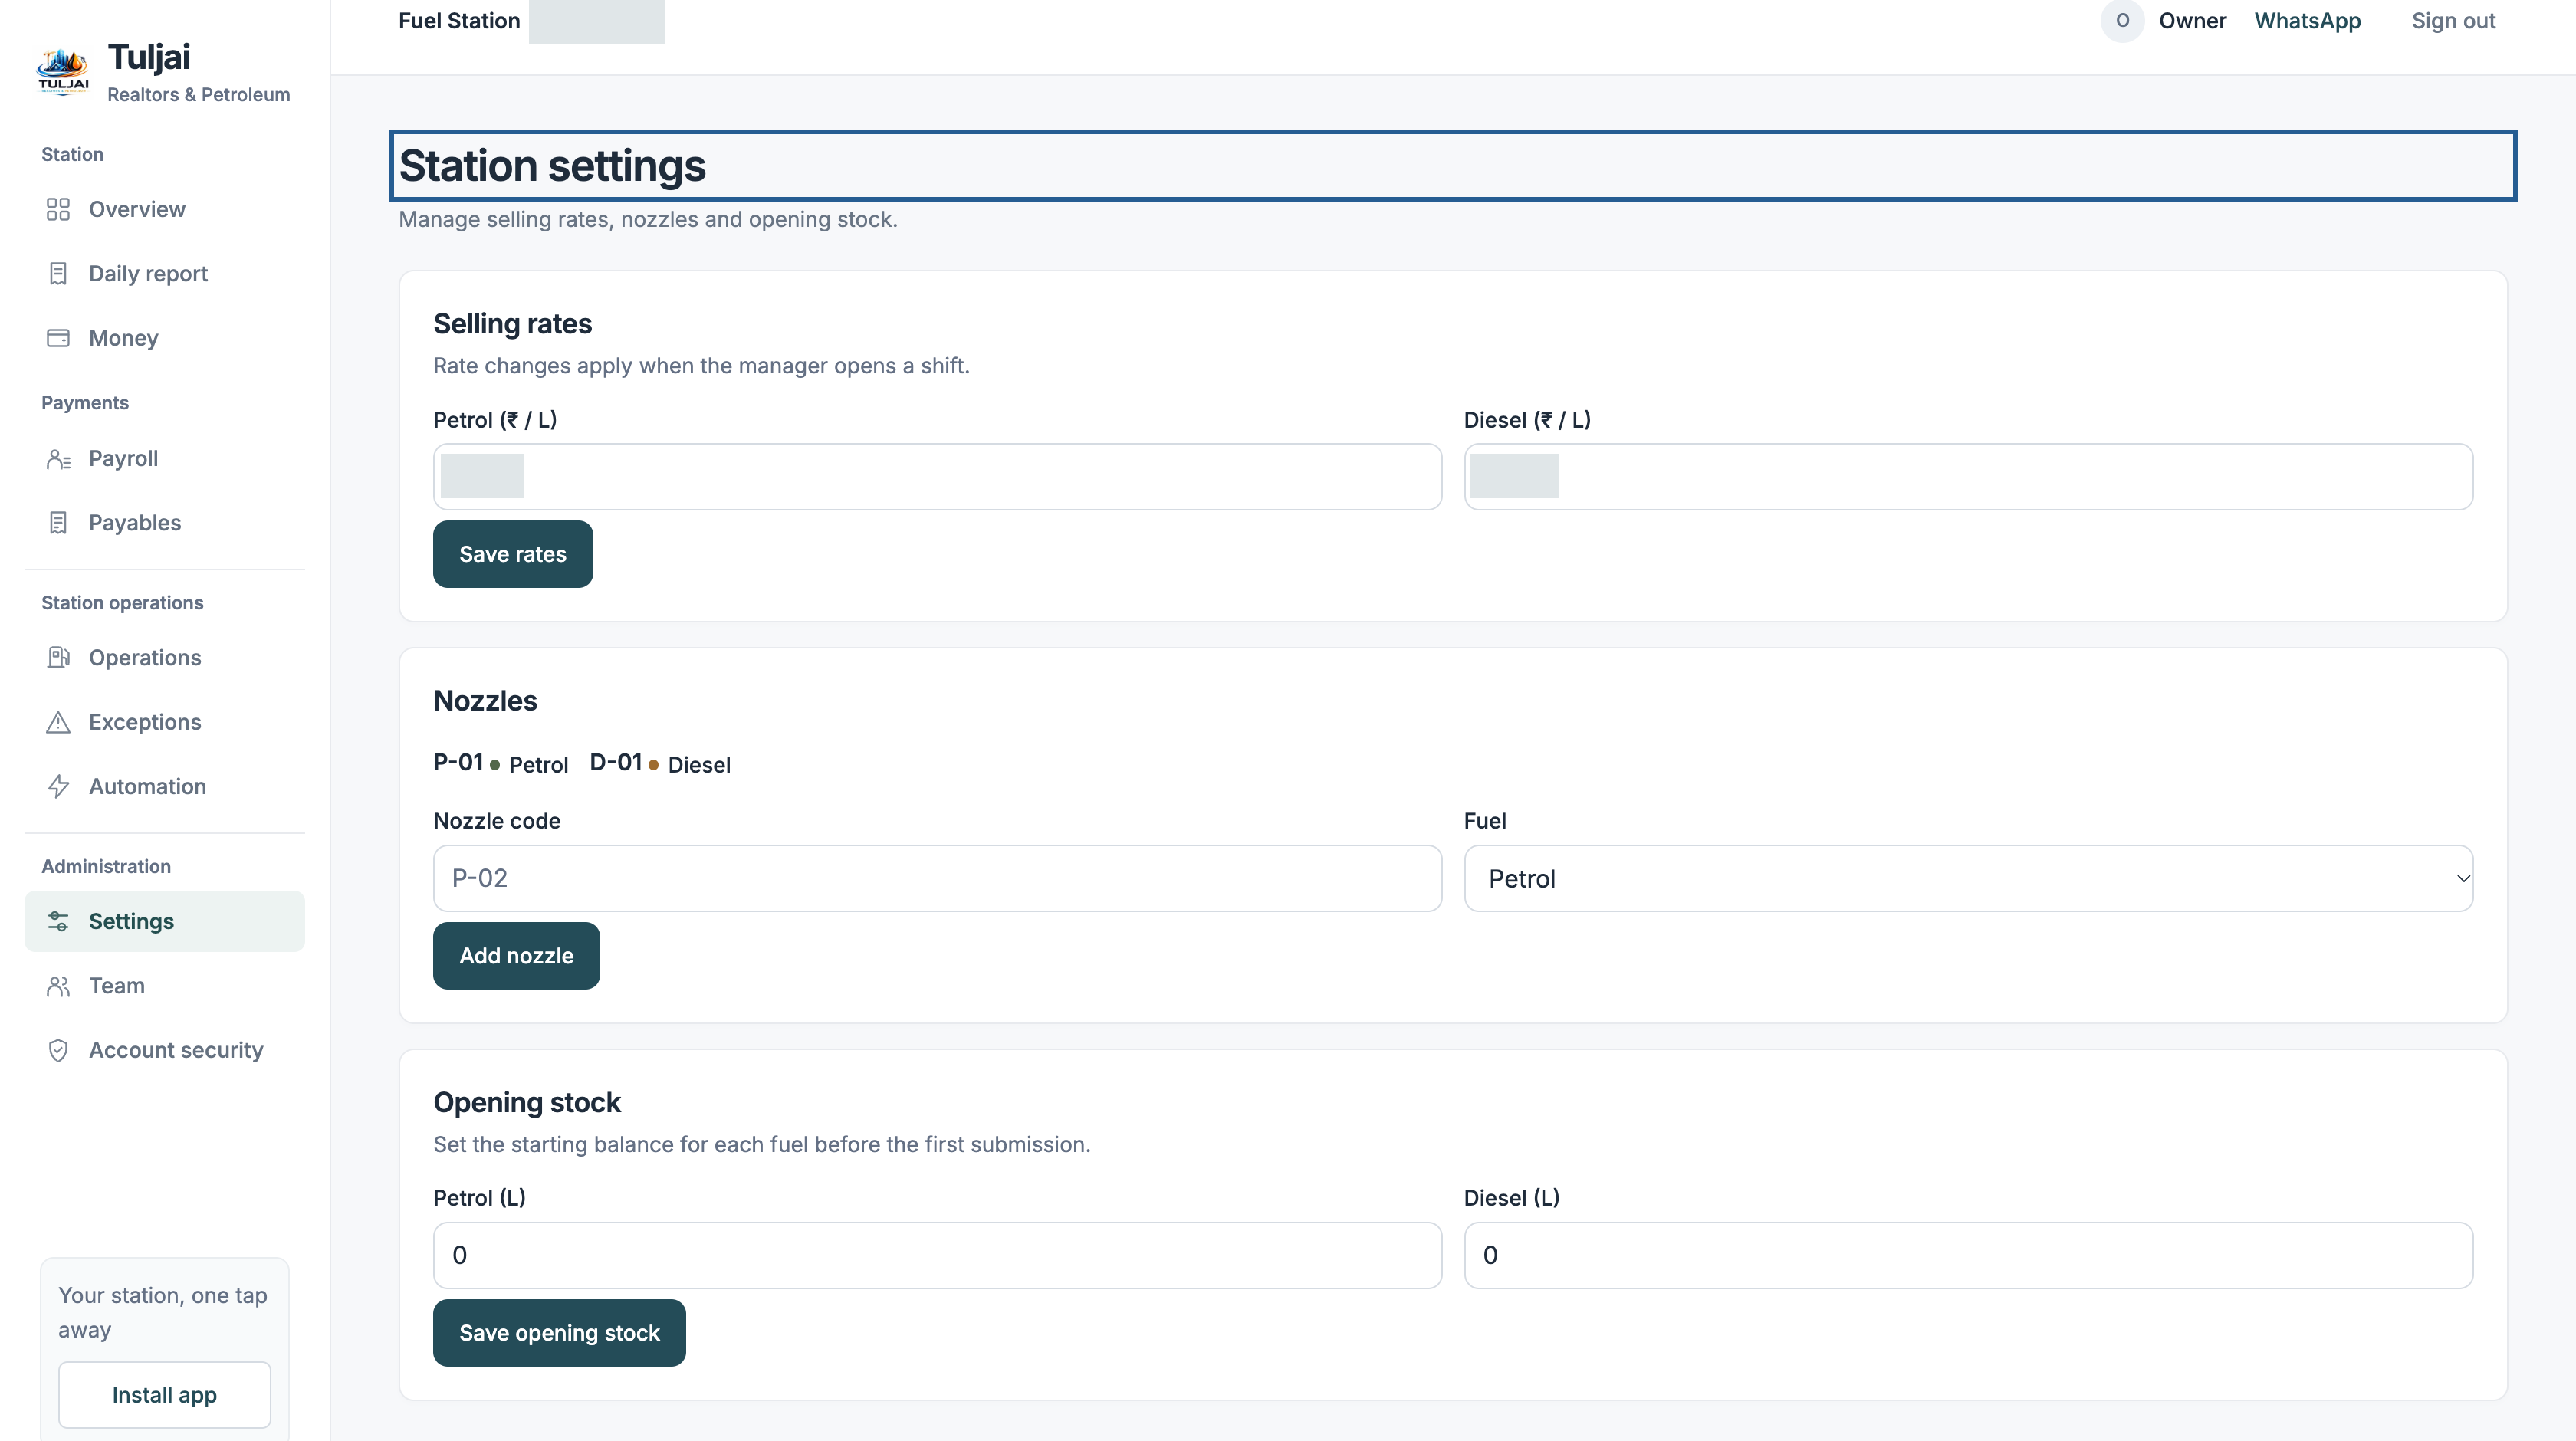 TULJAI
Tuljai
Realtors & Petroleum
Station
Overview
Daily report
Money
Payments
Payroll
Payables
Station operations
Operations
Exceptions
Automation
Administration
Settings
Team
Account security
Your station, one tap
away
Install app
Fuel Station
O Owner WhatsApp Sign out
Station settings
Manage selling rates, nozzles and opening stock.
Selling rates
Rate changes apply when the manager opens a shift.
Petrol (₹ / L) Diesel (₹ / L)
Save rates
Nozzles
P-01 Petrol D-01 Diesel
Nozzle code Fuel
P-02 Petrol
Add nozzle
Opening stock
Set the starting balance for each fuel before the first submission.
Petrol (L) Diesel (L)
0 0
Save opening stock